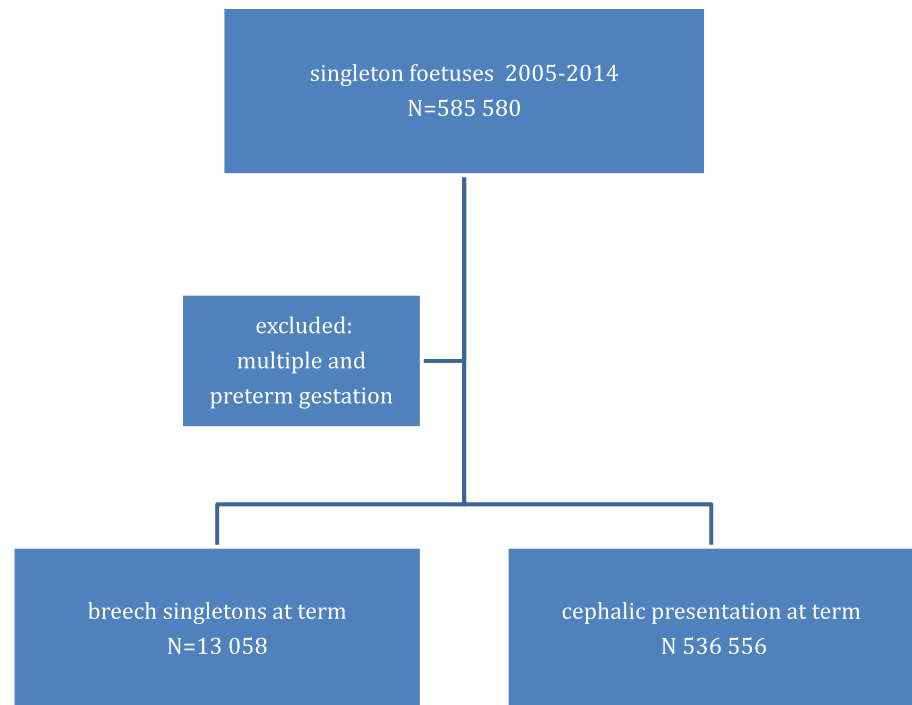 singleton foetuses 2005-2014
N=585 580
excluded:
multiple and
preterm gestation
breech singletons at term
N=13 058
cephalic presentation at term
N 536 556